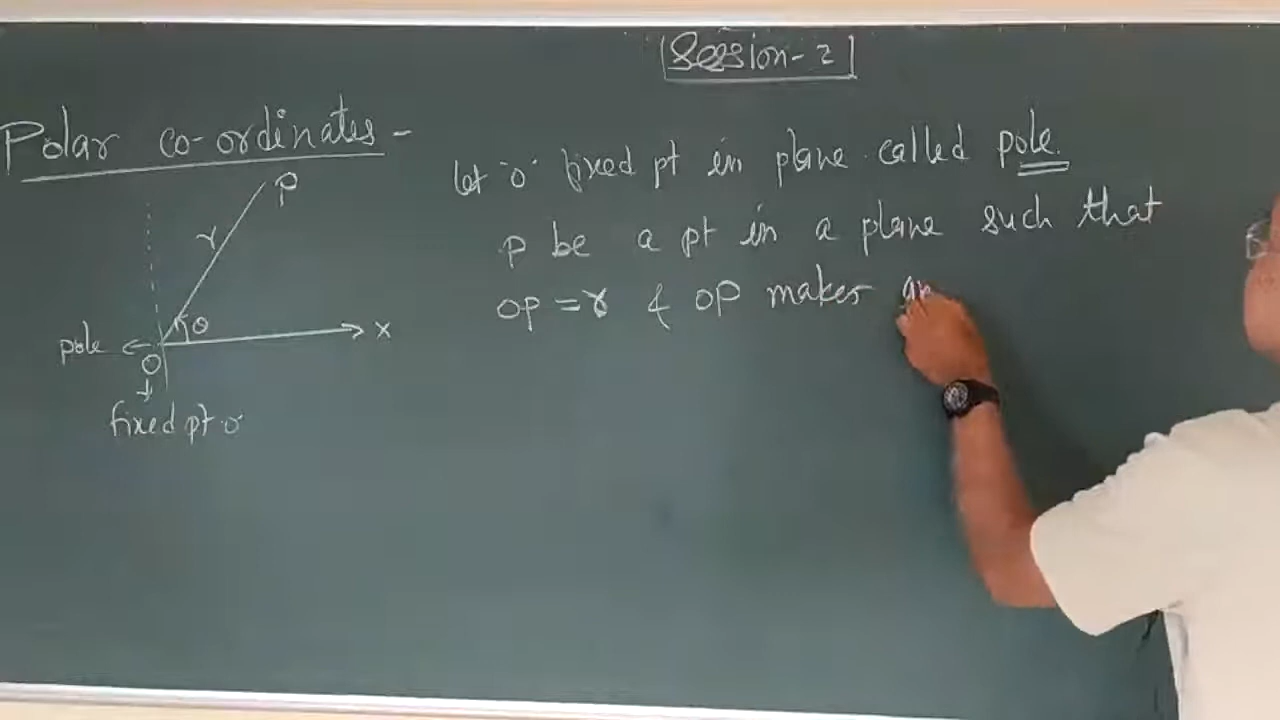 Session-2
Polar co-ordinates -
P
r
θ
x
pole
O
fixed pt o
let "o" fixed pt in plane called pole.
p be a pt in a plane such that
op = r & op makes an